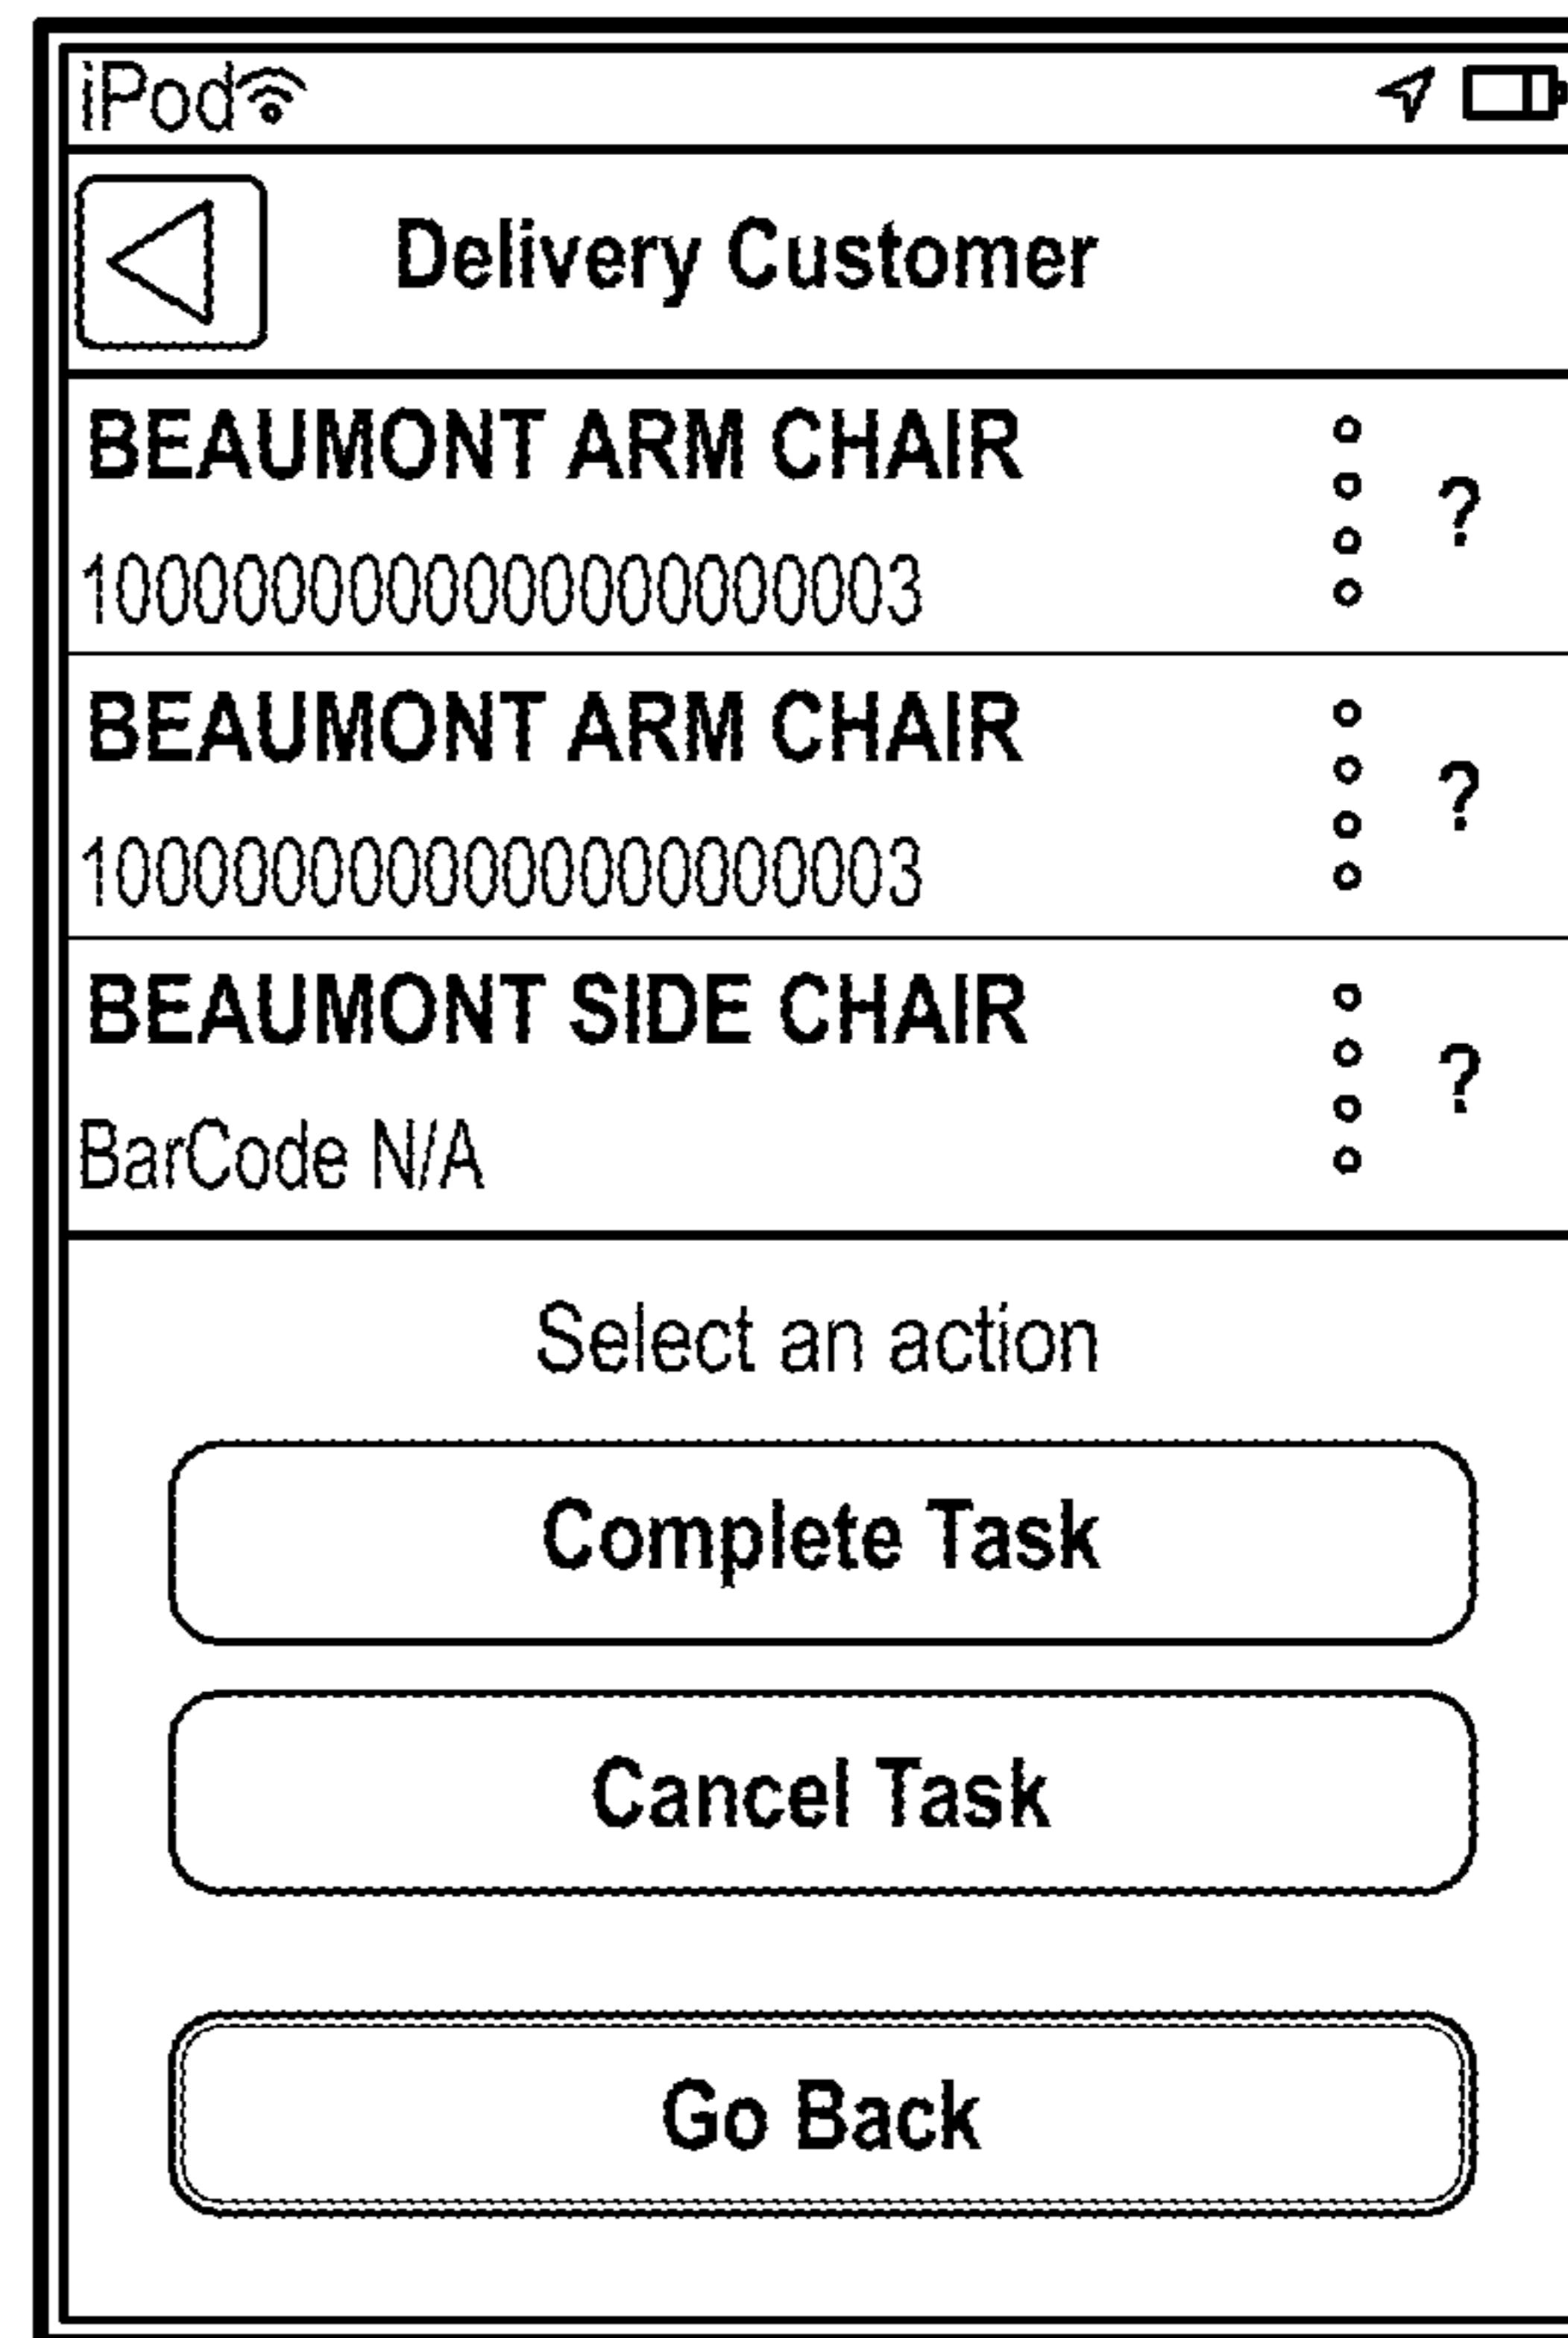 iPod
Delivery Customer
BEAUMONT ARM CHAIR
?
1000000000000000000003
BEAUMONT ARM CHAIR
?
1000000000000000000003
BEAUMONT SIDE CHAIR
?
BarCode N/A
Select an action
Complete Task
Cancel Task
Go Back